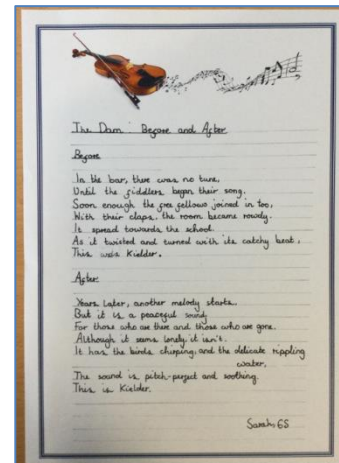 The Dam: Before and After
Before
In the bar, there was no tune,
Until the fiddlers began their song,
Soon enough the free fellows joined in too,
With their claps, the room became rowdy.
It spread towards the school
As it twisted and turned with its catchy beat,
This was Kielder.
After
Years later, another melody starts.
But it is a peaceful sound
For those who are there and those who are gone.
Although it seems lonely, it isn't.
It has the birds chirping, and the delicate rippling
water,
The sound is pitch-perfect and soothing.
This is Kielder.
Sarah 6S